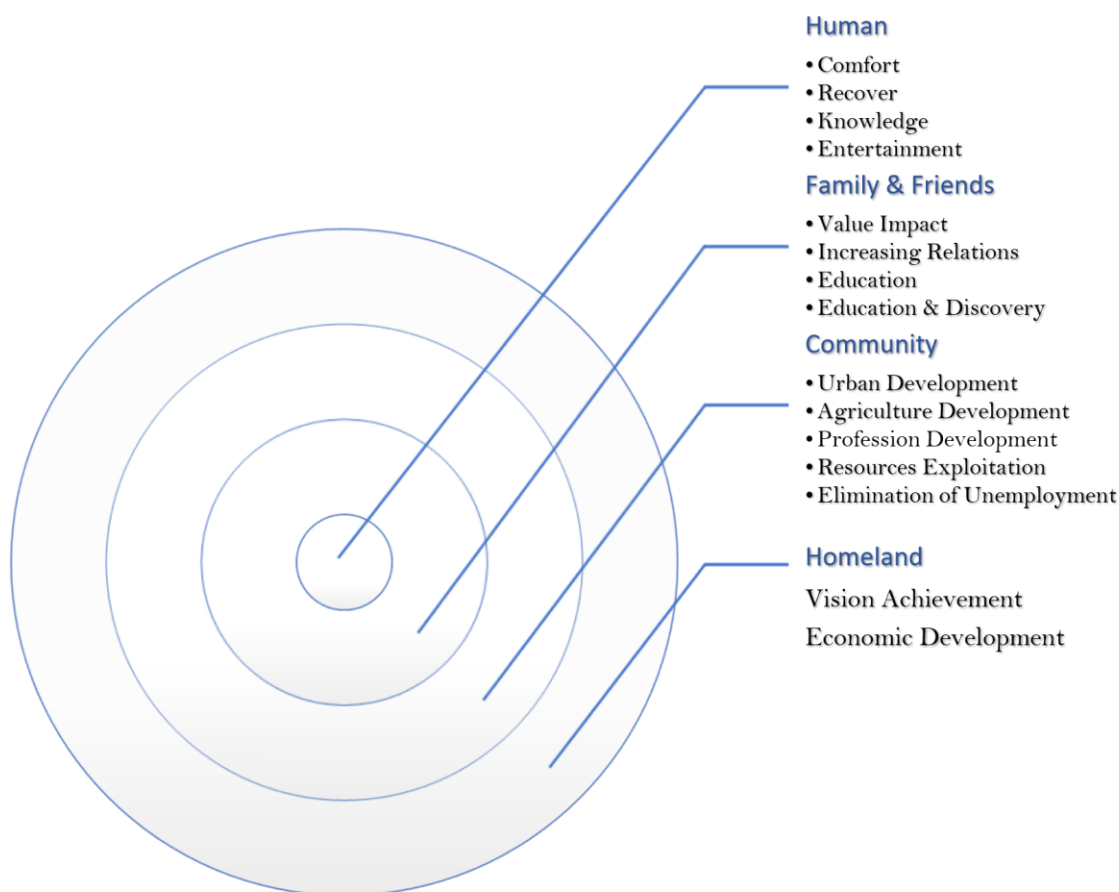 Human
• Comfort
• Recover
• Knowledge
• Entertainment
Family & Friends
• Value Impact
• Increasing Relations
• Education
• Education & Discovery
Community
• Urban Development
• Agriculture Development
• Profession Development
• Resources Exploitation
• Elimination of Unemployment
Homeland
Vision Achievement
Economic Development